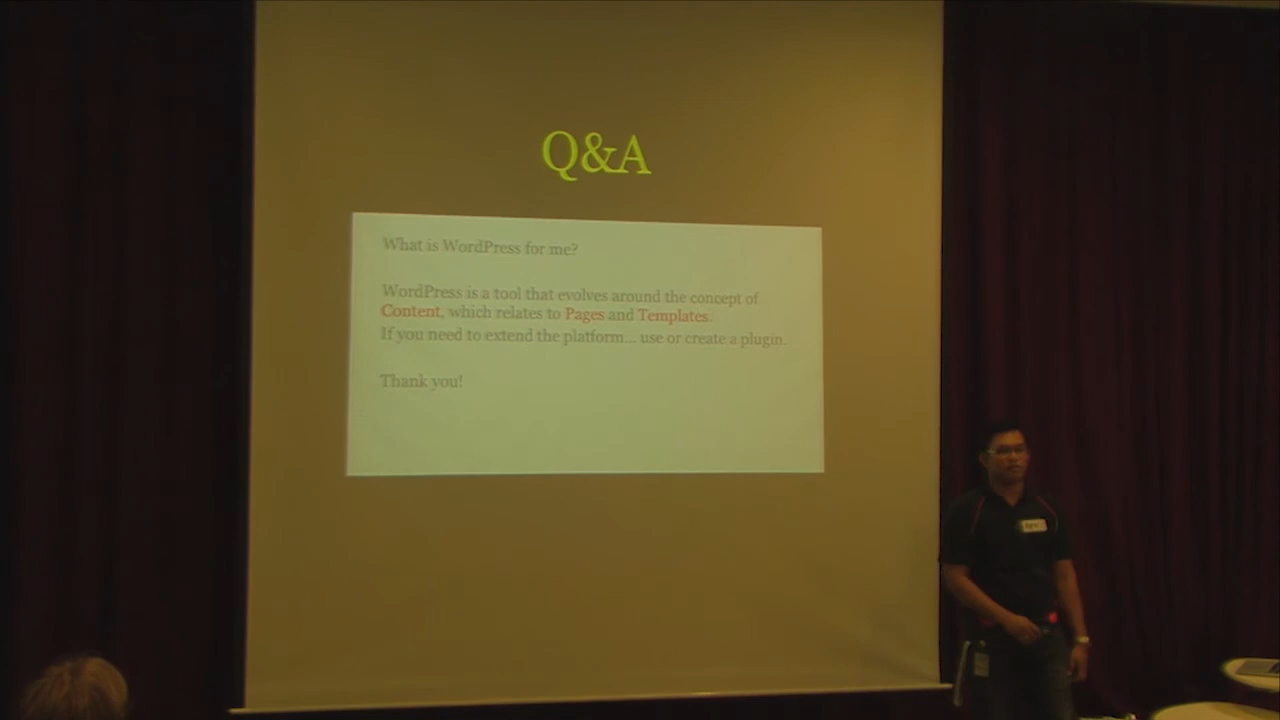 Q&A
What is WordPress for me?
WordPress is a tool that evolves around the concept of
Content, which relates to Pages and Templates.
If you need to extend the platform... use or create a plugin.
Thank you!